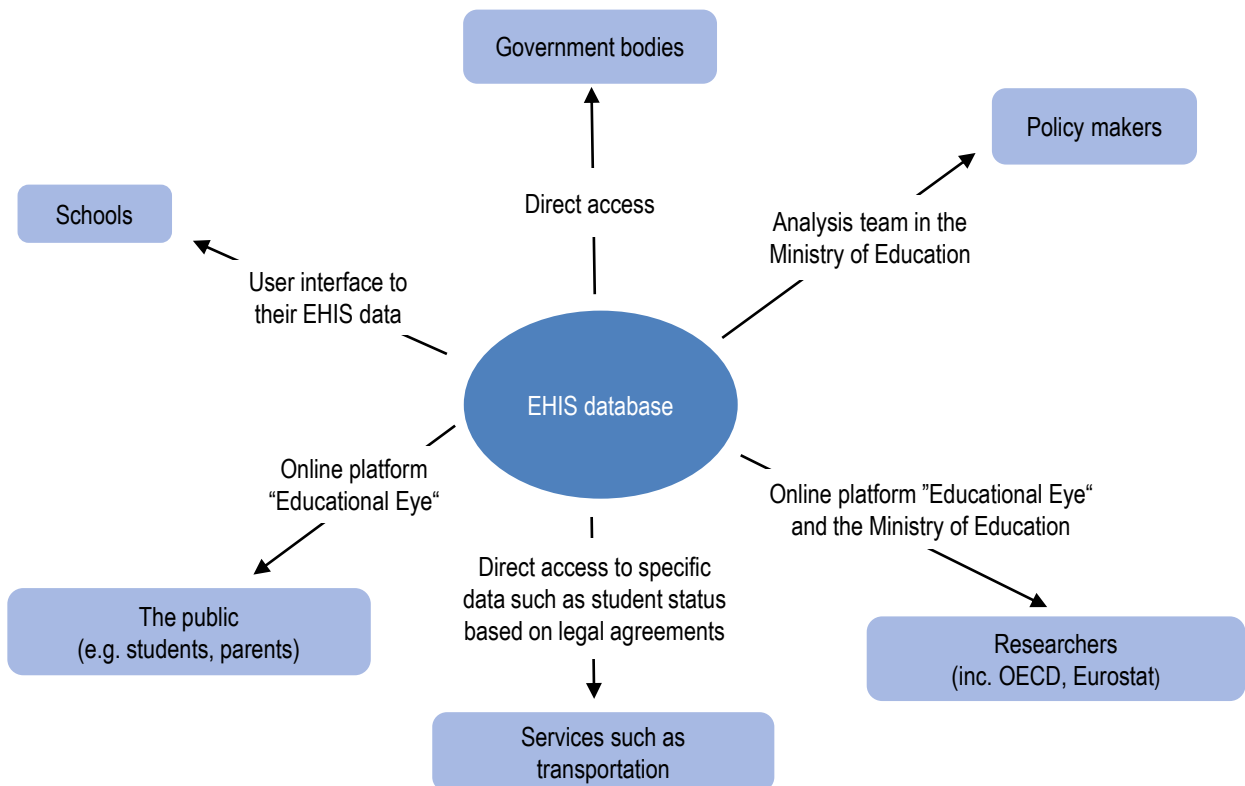 Government bodies
Policy makers
Schools
Direct access
Analysis team in the
Ministry of Education
User interface to
their EHIS data
EHIS database
Online platform
“Educational Eye“
Online platform ”Educational Eye“
and the Ministry of Education
Direct access to specific
data such as student status
based on legal agreements
The public
(e.g. students, parents)
Researchers
(inc. OECD, Eurostat)
Services such as
transportation